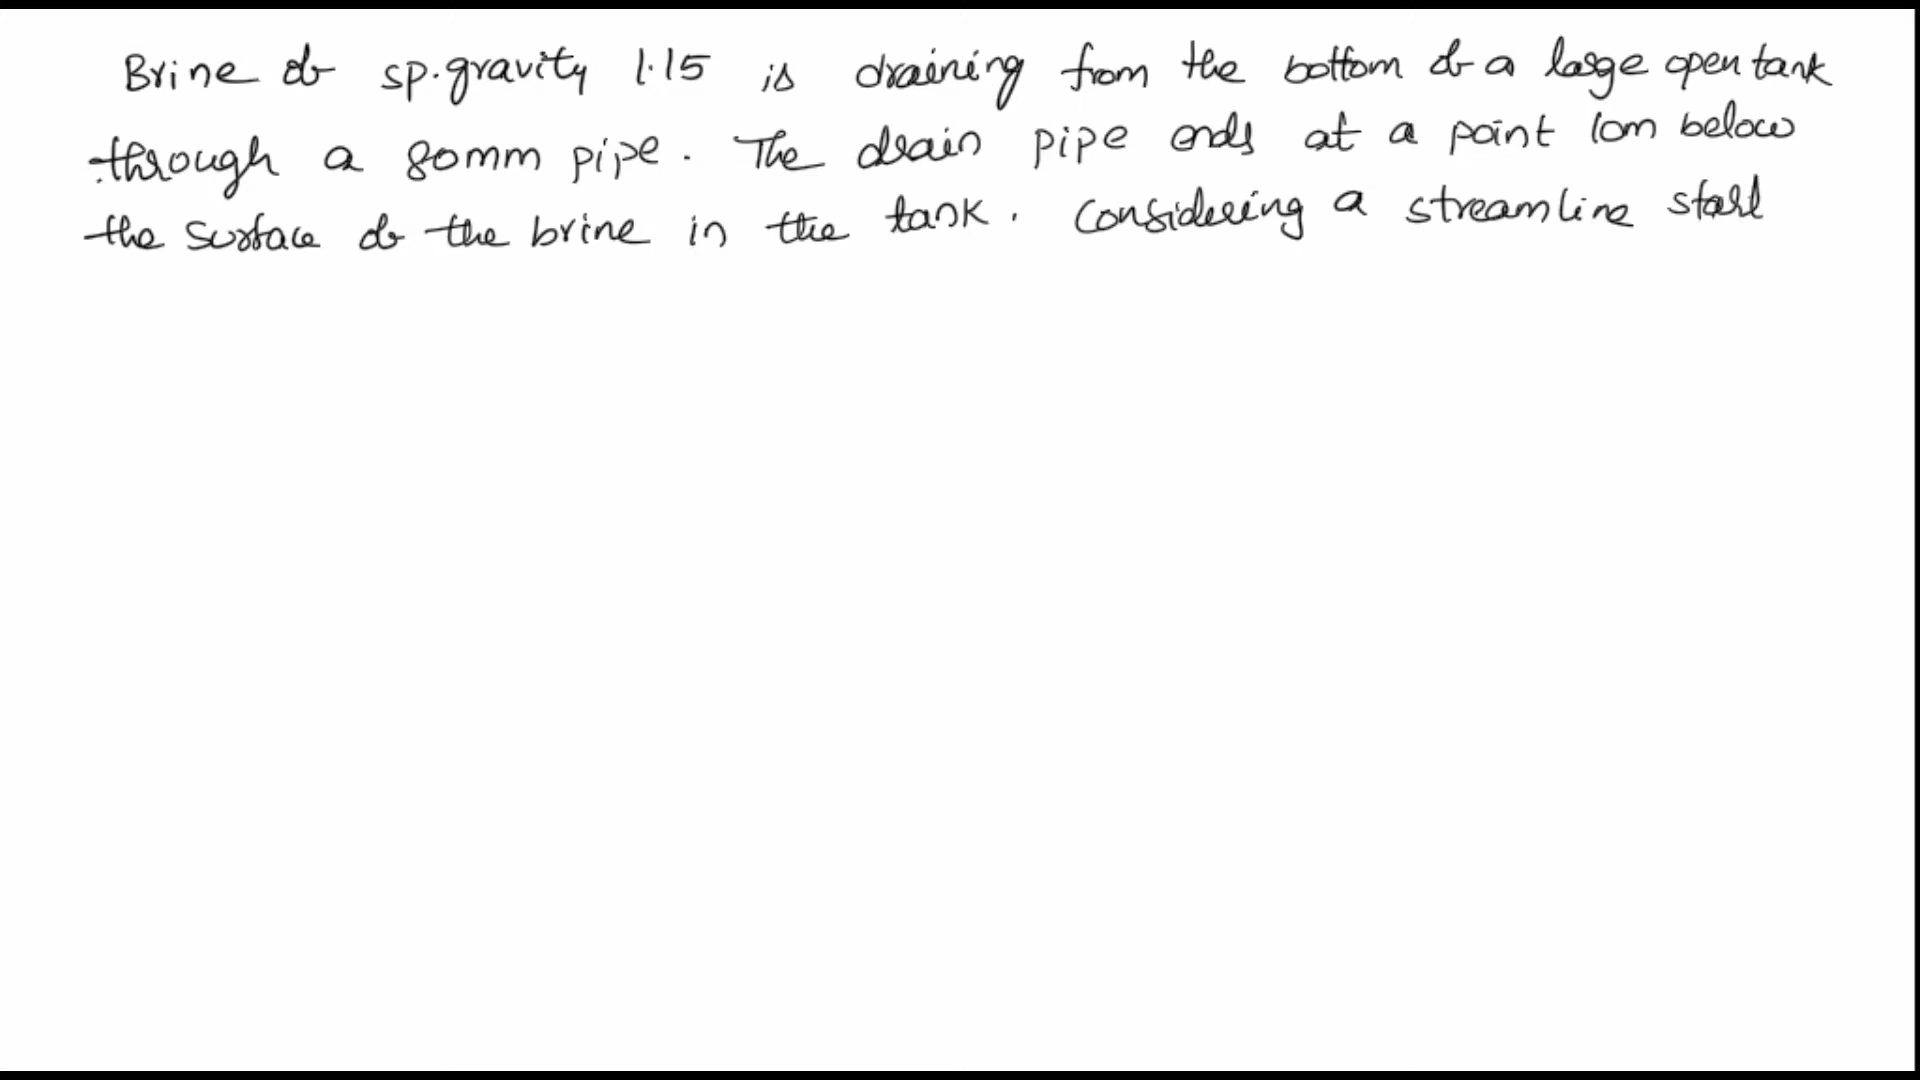 Brine of sp.gravity 1.15 is draining from the bottom of a large open tank
through a 80mm pipe. The drain pipe ends at a point 10m below
the surface of the brine in the tank. Considering a streamline start